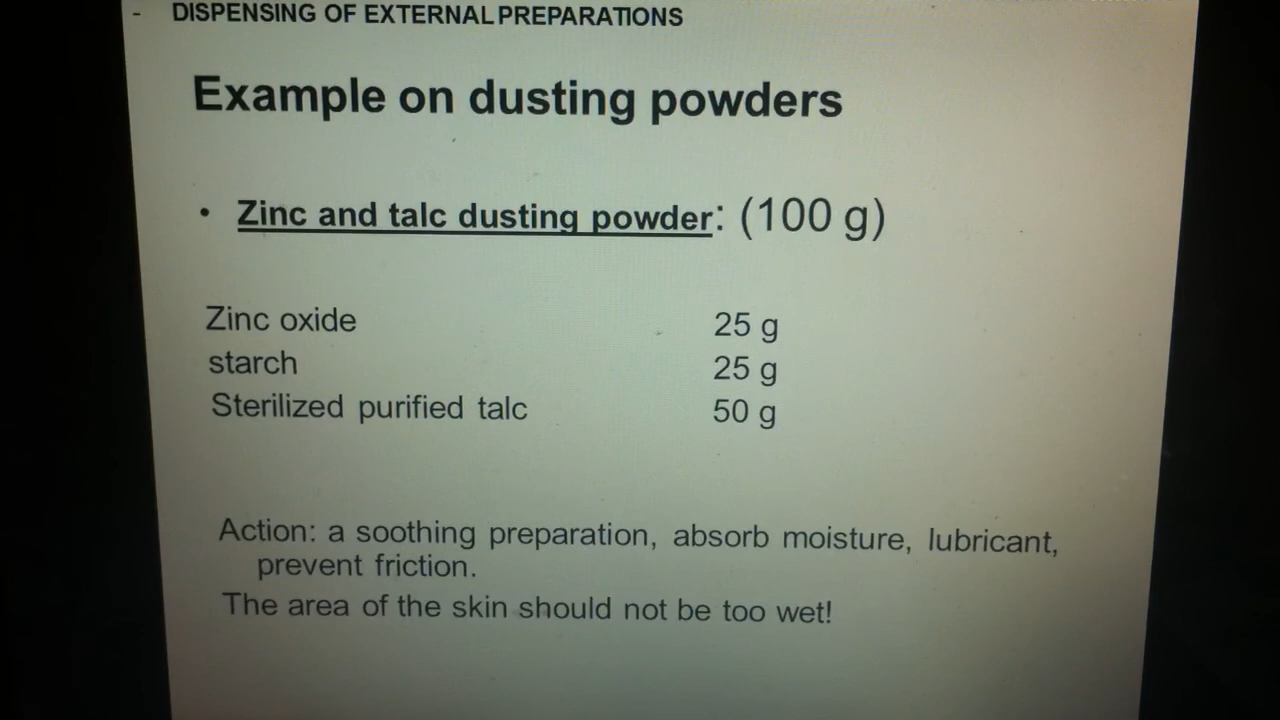 - DISPENSING OF EXTERNAL PREPARATIONS
Example on dusting powders
• Zinc and talc dusting powder: (100 g)
Zinc oxide 25 g
starch 25 g
Sterilized purified talc 50 g
Action: a soothing preparation, absorb moisture, lubricant,
prevent friction.
The area of the skin should not be too wet!